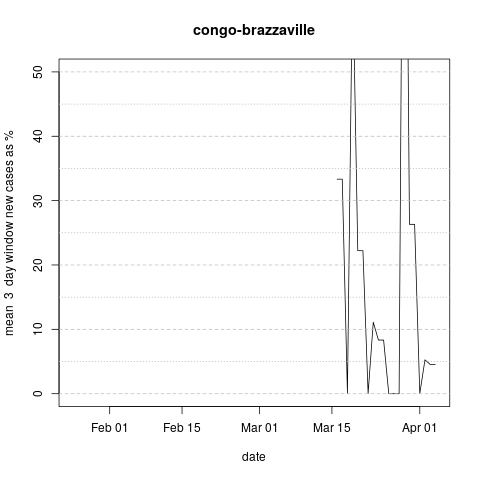 congo-brazzaville
mean 3 day window new cases as %
50
40
30
20
10
0
Feb 01 Feb 15 Mar 01 Mar 15 Apr 01
date